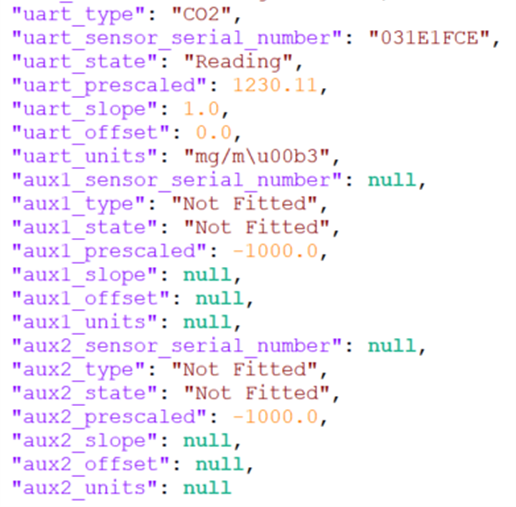 "uart_type": "CO2",
"uart_sensor_serial_number": "031E1FCE",
"uart_state": "Reading",
"uart_prescaled": 1230.11,
"uart_slope": 1.0,
"uart_offset": 0.0,
"uart_units": "mg/m\u00b3",
"aux1_sensor_serial_number": null,
"aux1_type": "Not Fitted",
"aux1_state": "Not Fitted",
"aux1_prescaled": -1000.0,
"aux1_slope": null,
"aux1_offset": null,
"aux1_units": null,
"aux2_sensor_serial_number": null,
"aux2_type": "Not Fitted",
"aux2_state": "Not Fitted",
"aux2_prescaled": -1000.0,
"aux2_slope": null,
"aux2_offset": null,
"aux2_units": null